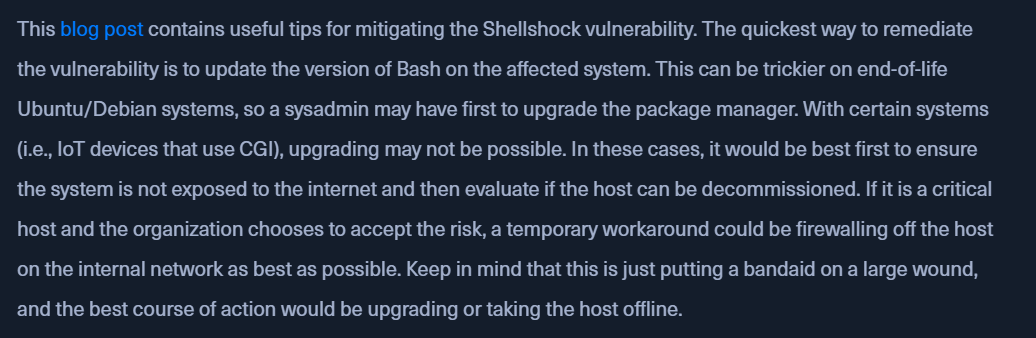 This blog post contains useful tips for mitigating the Shellshock vulnerability. The quickest way to remediate
the vulnerability is to update the version of Bash on the affected system. This can be trickier on end-of-life
Ubuntu/Debian systems, so a sysadmin may have first to upgrade the package manager. With certain systems
(i.e., IoT devices that use CGI), upgrading may not be possible. In these cases, it would be best first to ensure
the system is not exposed to the internet and then evaluate if the host can be decommissioned. If it is a critical
host and the organization chooses to accept the risk, a temporary workaround could be firewalling off the host
on the internal network as best as possible. Keep in mind that this is just putting a bandaid on a large wound,
and the best course of action would be upgrading or taking the host offline.